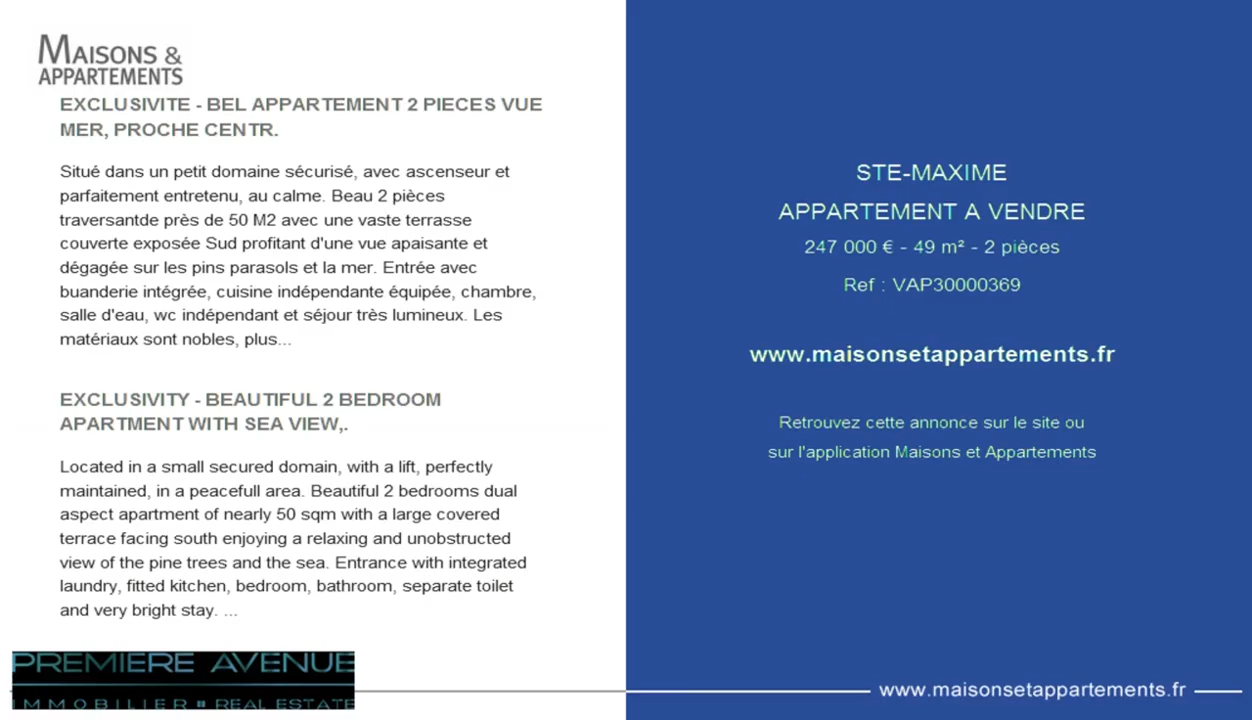 MAISONS &
APPARTEMENTS
EXCLUSIVITE - BEL APPARTEMENT 2 PIECES VUE
MER, PROCHE CENTR.
Situé dans un petit domaine sécurisé, avec ascenseur et
parfaitement entretenu, au calme. Beau 2 pièces
traversantde près de 50 M2 avec une vaste terrasse
couverte exposée Sud profitant d'une vue apaisante et
dégagée sur les pins parasols et la mer. Entrée avec
buanderie intégrée, cuisine indépendante équipée, chambre,
salle d'eau, wc indépendant et séjour très lumineux. Les
matériaux sont nobles, plus...
EXCLUSIVITY - BEAUTIFUL 2 BEDROOM
APARTMENT WITH SEA VIEW,.
Located in a small secured domain, with a lift, perfectly
maintained, in a peacefull area. Beautiful 2 bedrooms dual
aspect apartment of nearly 50 sqm with a large covered
terrace facing south enjoying a relaxing and unobstructed
view of the pine trees and the sea. Entrance with integrated
laundry, fitted kitchen, bedroom, bathroom, separate toilet
and very bright stay. ...
PREMIERE AVENUE
IMMOBILIER REAL ESTATE
STE-MAXIME
APPARTEMENT A VENDRE
247 000 € - 49 m² - 2 pièces
Ref : VAP30000369
www.maisonsetappartements.fr
Retrouvez cette annonce sur le site ou
sur l'application Maisons et Appartements
www.maisonsetappartements.fr